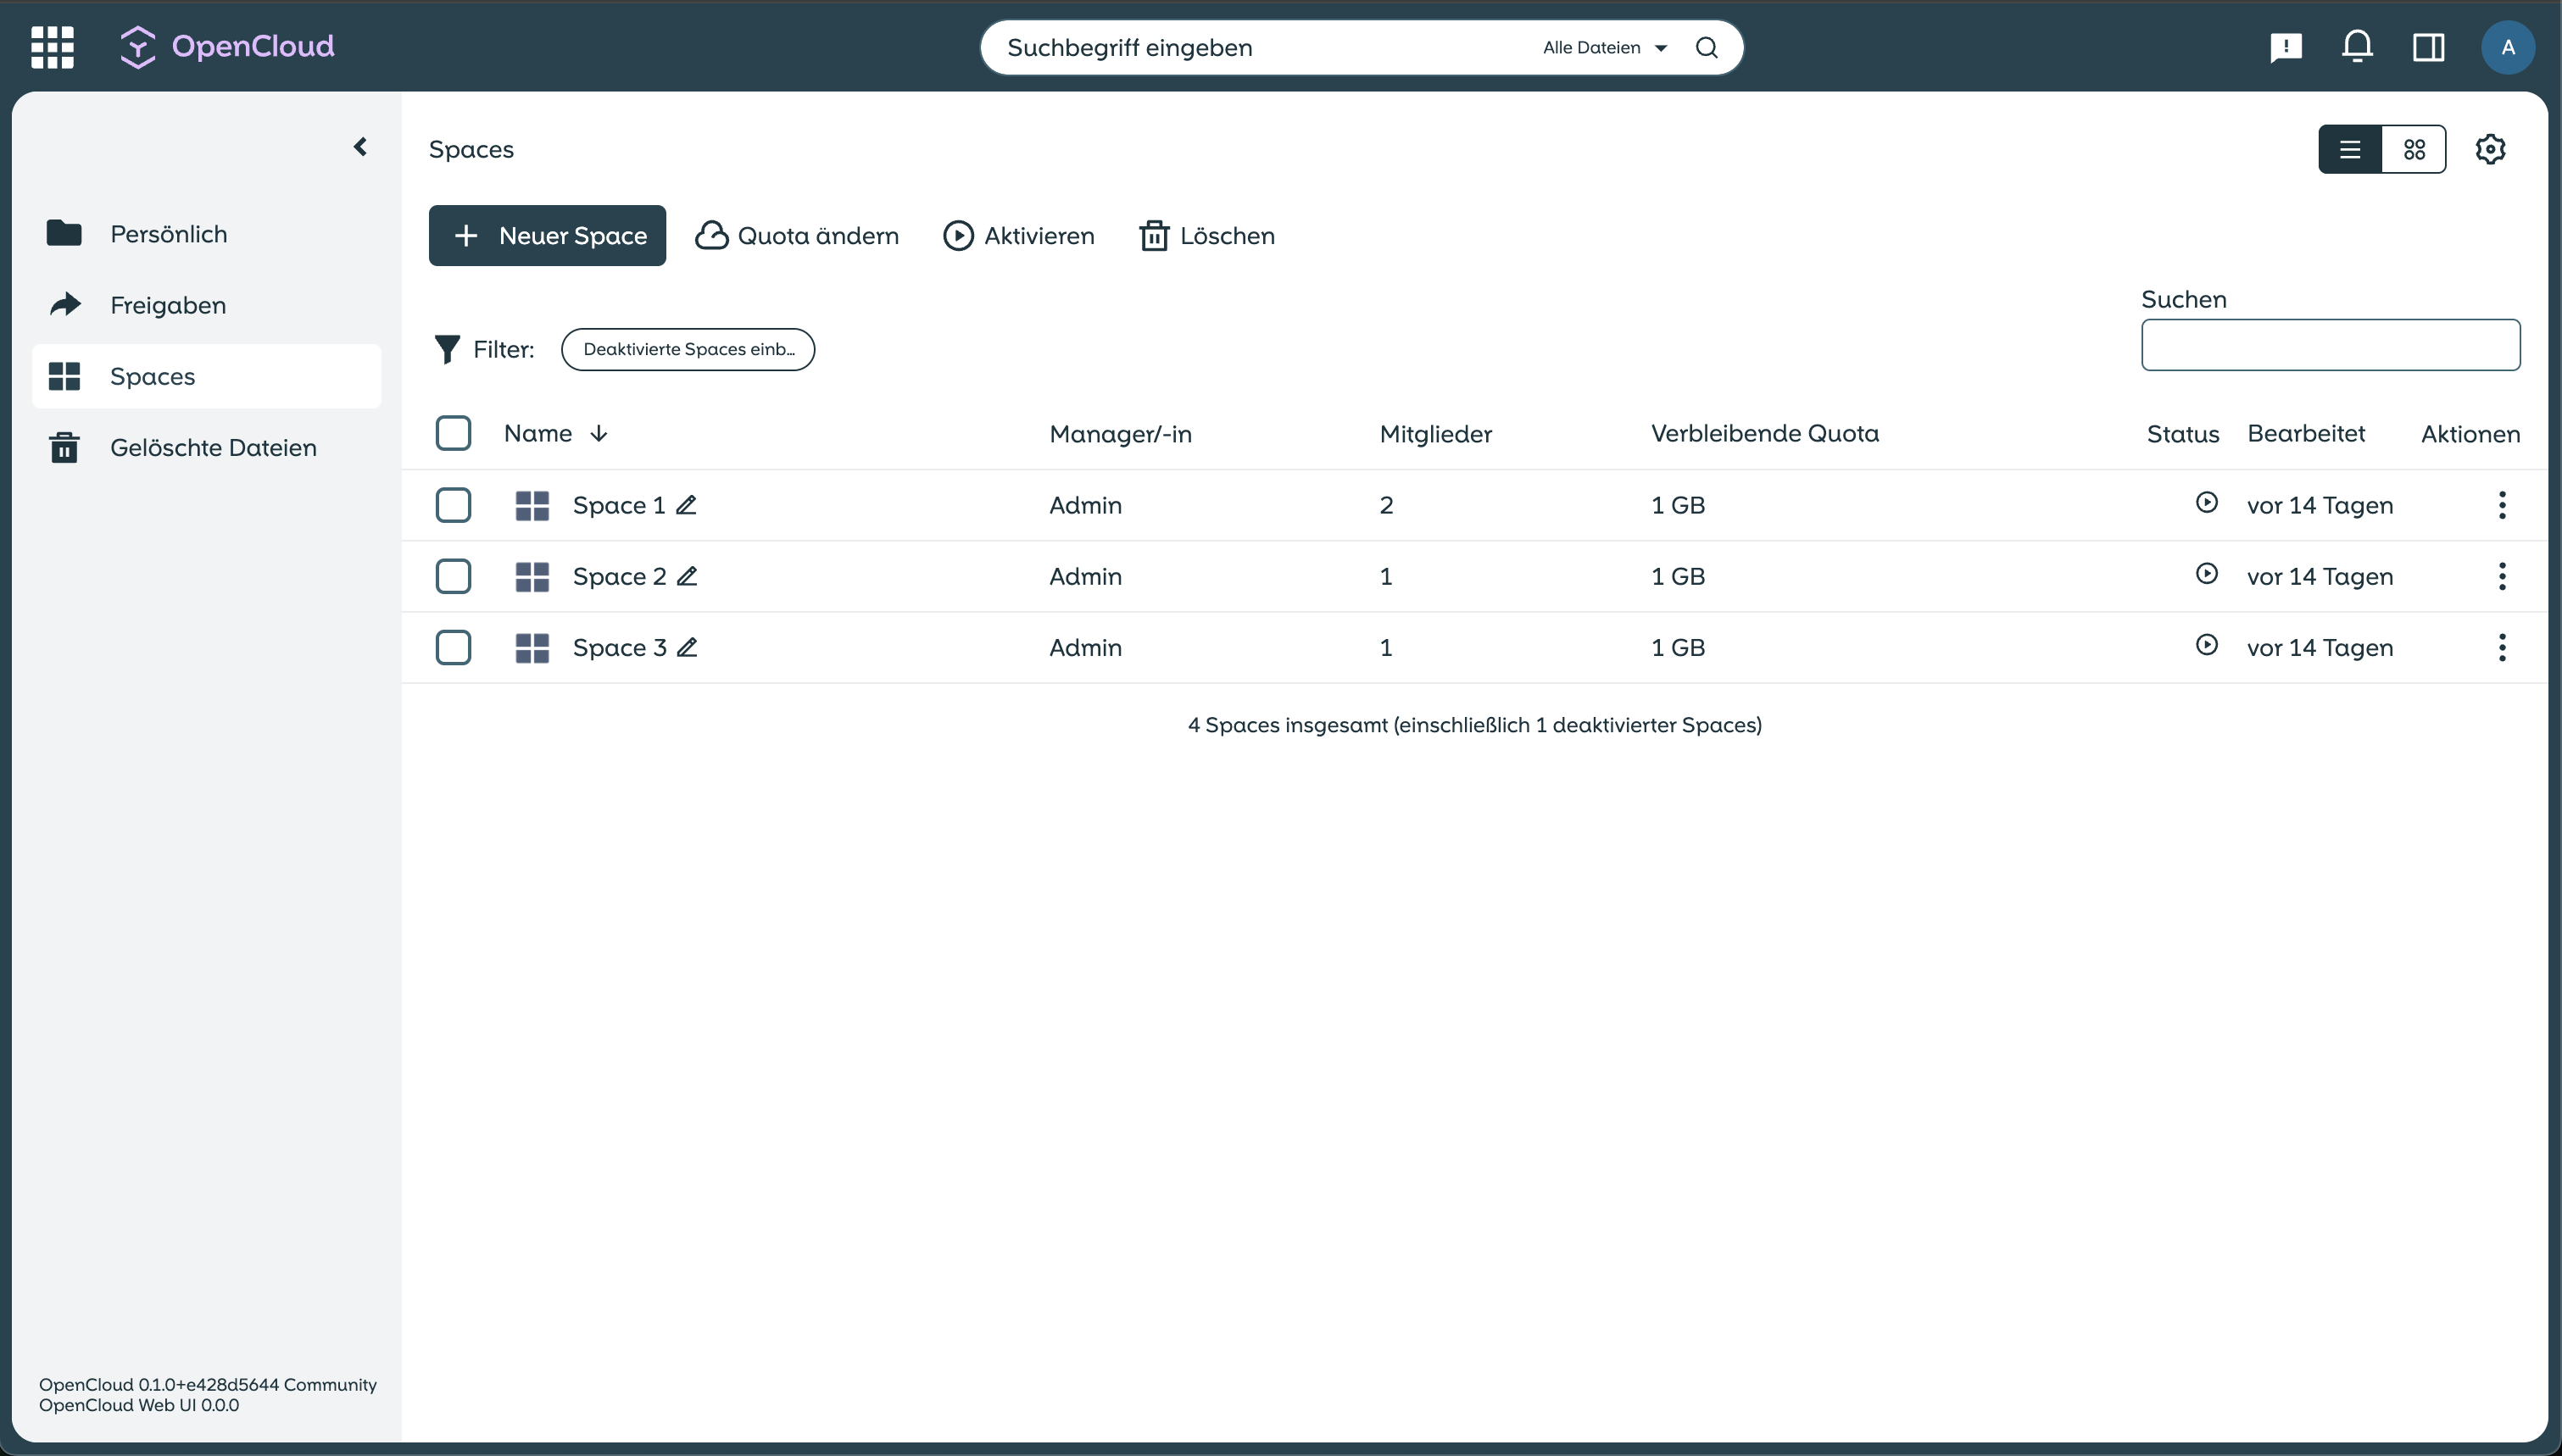 OpenCloud
Suchbegriff eingeben Alle Dateien
A
Spaces
Persönlich
Freigaben
Spaces
Gelöschte Dateien
Neuer Space Quota ändern Aktivieren Löschen
Suchen
Filter: Deaktivierte Spaces einb...
Name Manager/-in Mitglieder Verbleibende Quota Status Bearbeitet Aktionen
Space 1 Admin 2 1 GB vor 14 Tagen
Space 2 Admin 1 1 GB vor 14 Tagen
Space 3 Admin 1 1 GB vor 14 Tagen
4 Spaces insgesamt (einschließlich 1 deaktivierter Spaces)
OpenCloud 0.1.0+e428d5644 Community
OpenCloud Web UI 0.0.0